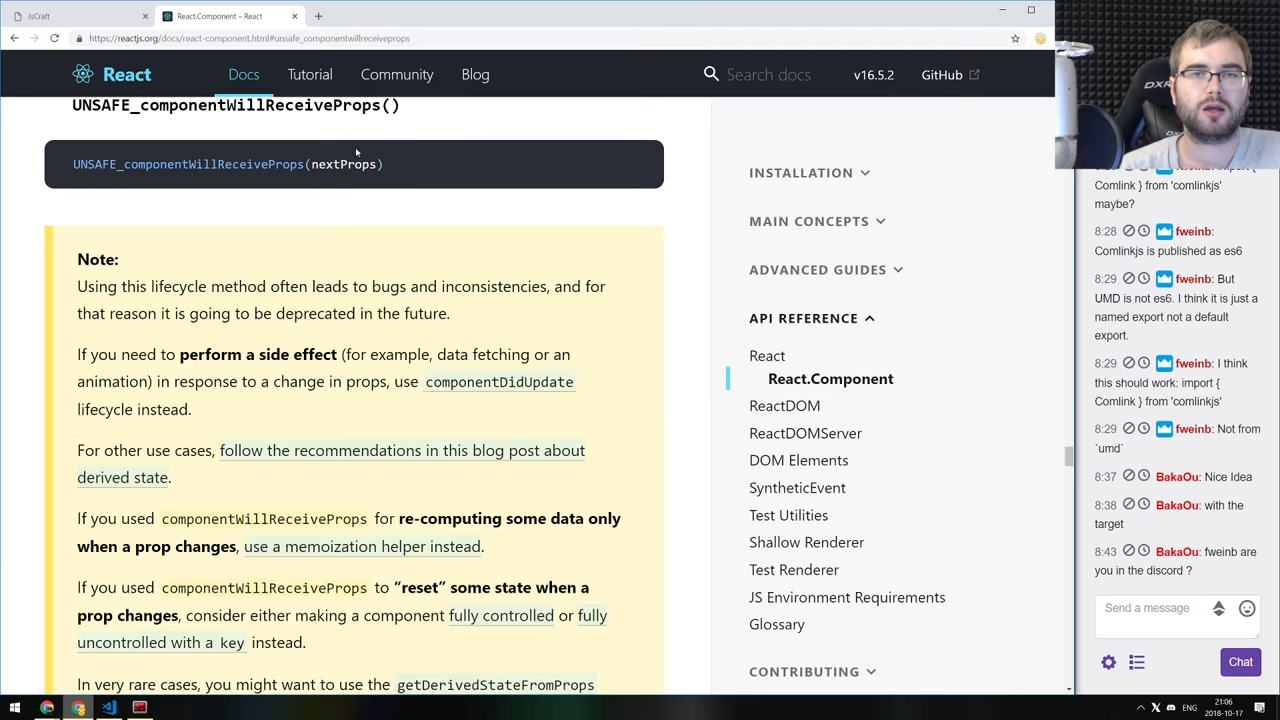 JsCraft
React.Component – React
https://reactjs.org/docs/react-component.html#unsafe_componentwillreceiveprops
React
Docs
Tutorial
Community
Blog
Search docs
v16.5.2
GitHub
UNSAFE_componentWillReceiveProps()
UNSAFE_componentWillReceiveProps(nextProps)
Note:
Using this lifecycle method often leads to bugs and inconsistencies, and for
that reason it is going to be deprecated in the future.
If you need to perform a side effect (for example, data fetching or an
animation) in response to a change in props, use componentDidUpdate
lifecycle instead.
For other use cases, follow the recommendations in this blog post about
derived state.
If you used componentWillReceiveProps for re-computing some data only
when a prop changes, use a memoization helper instead.
If you used componentWillReceiveProps to “reset” some state when a
prop changes, consider either making a component fully controlled or fully
uncontrolled with a key instead.
In very rare cases, you might want to use the getDerivedStateFromProps
INSTALLATION
MAIN CONCEPTS
ADVANCED GUIDES
API REFERENCE
React
React.Component
ReactDOM
ReactDOMServer
DOM Elements
SyntheticEvent
Test Utilities
Shallow Renderer
Test Renderer
JS Environment Requirements
Glossary
CONTRIBUTING
DXR
Comlink } from 'comlinkjs'
maybe?
8:28 fweinb:
Comlinkjs is published as es6
8:29 fweinb: But
UMD is not es6. I think it is just a
named export not a default
export.
8:29 fweinb: I think
this should work: import {
Comlink } from 'comlinkjs'
8:29 fweinb: Not from
`umd`
8:37 BakaOu: Nice Idea
8:38 BakaOu: with the
target
8:43 BakaOu: fweinb are
you in the discord ?
Send a message
Chat
ENG
21:06
2018-10-17